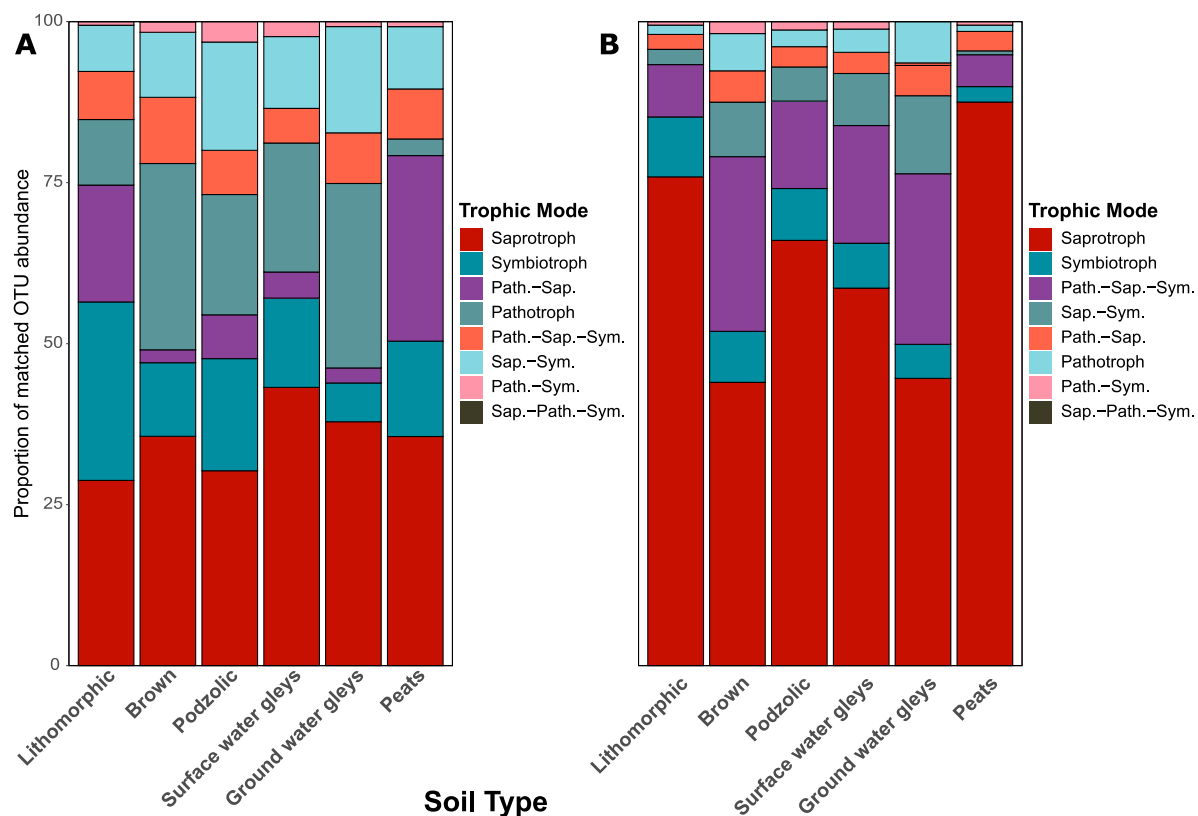 A
B
Proportion of matched OTU abundance
100
75
50
25
0
Trophic Mode
Saprotroph
Symbiotroph
Path.−Sap.
Pathotroph
Path.−Sap.−Sym.
Sap.−Sym.
Path.−Sym.
Sap.−Path.−Sym.
Trophic Mode
Saprotroph
Symbiotroph
Path.−Sap.−Sym.
Sap.−Sym.
Path.−Sap.
Pathotroph
Path.−Sym.
Sap.−Path.−Sym.
Lithomorphic
Brown
Podzolic
Surface water gleys
Ground water gleys
Peats
Lithomorphic
Brown
Podzolic
Surface water gleys
Ground water gleys
Peats
Soil Type